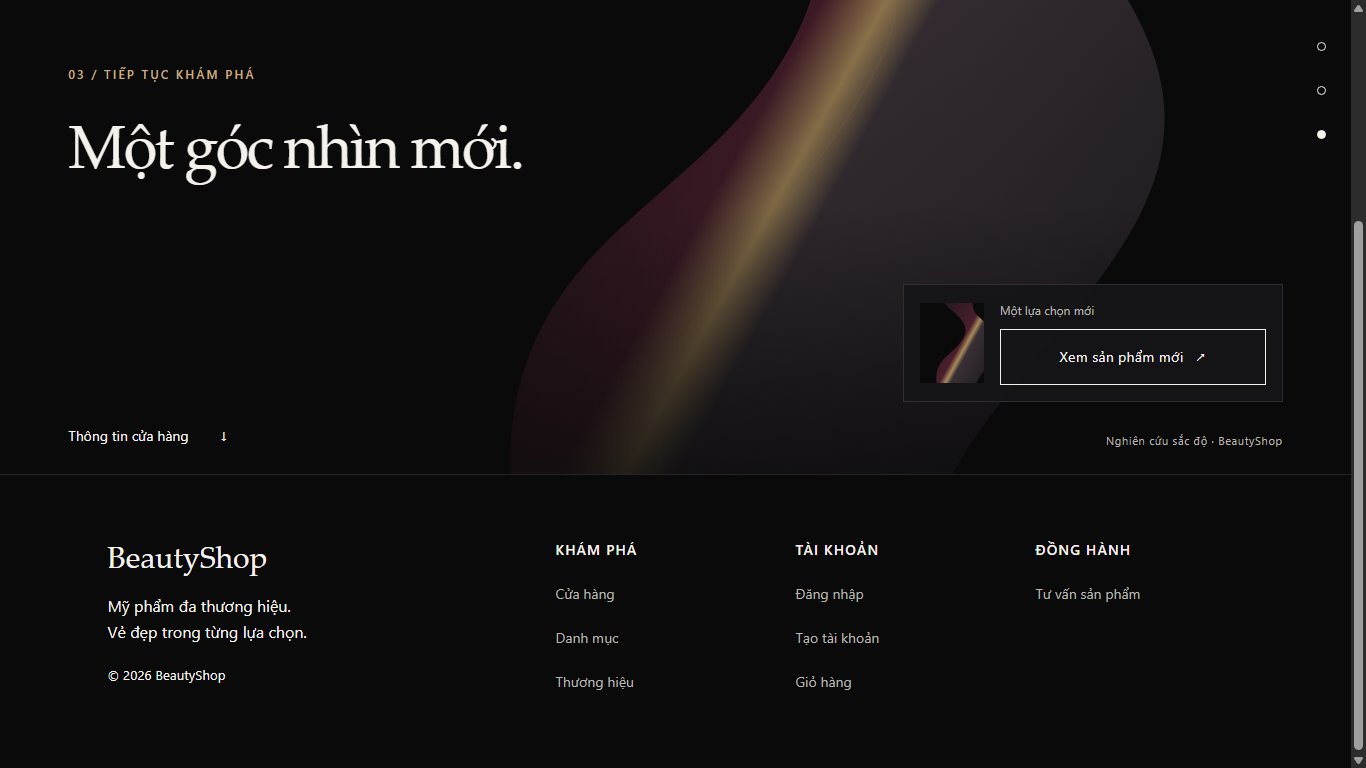 03 / TIẾP TỤC KHÁM PHÁ
Một góc nhìn mới.
Một lựa chọn mới
Xem sản phẩm mới ↗
Thông tin cửa hàng ↓
Nghiên cứu sắc độ · BeautyShop
BeautyShop
Mỹ phẩm đa thương hiệu.
Vẻ đẹp trong từng lựa chọn.
© 2026 BeautyShop
KHÁM PHÁ
Cửa hàng
Danh mục
Thương hiệu
TÀI KHOẢN
Đăng nhập
Tạo tài khoản
Giỏ hàng
ĐỒNG HÀNH
Tư vấn sản phẩm